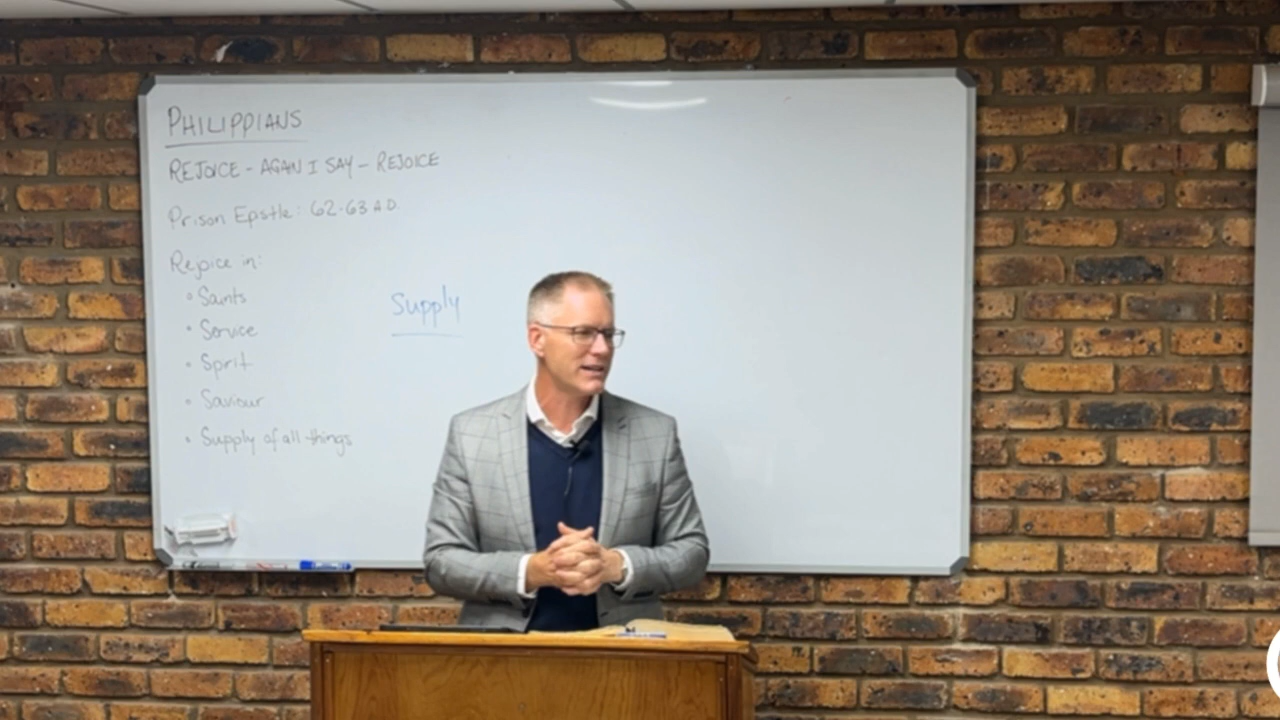 PHILIPPIANS
REJOICE - AGAN I SAY - REJOICE
Prison Epistle: 62-63 A.D.
Rejoice in:
• Saints
• Service
• Sprit
• Saviour
• Supply of all things
Supply